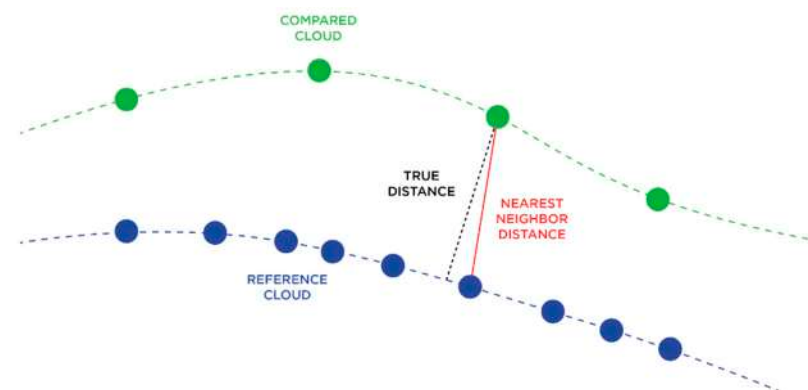 COMPARED
CLOUD
TRUE
DISTANCE
NEAREST
NEIGHBOR
DISTANCE
REFERENCE
CLOUD